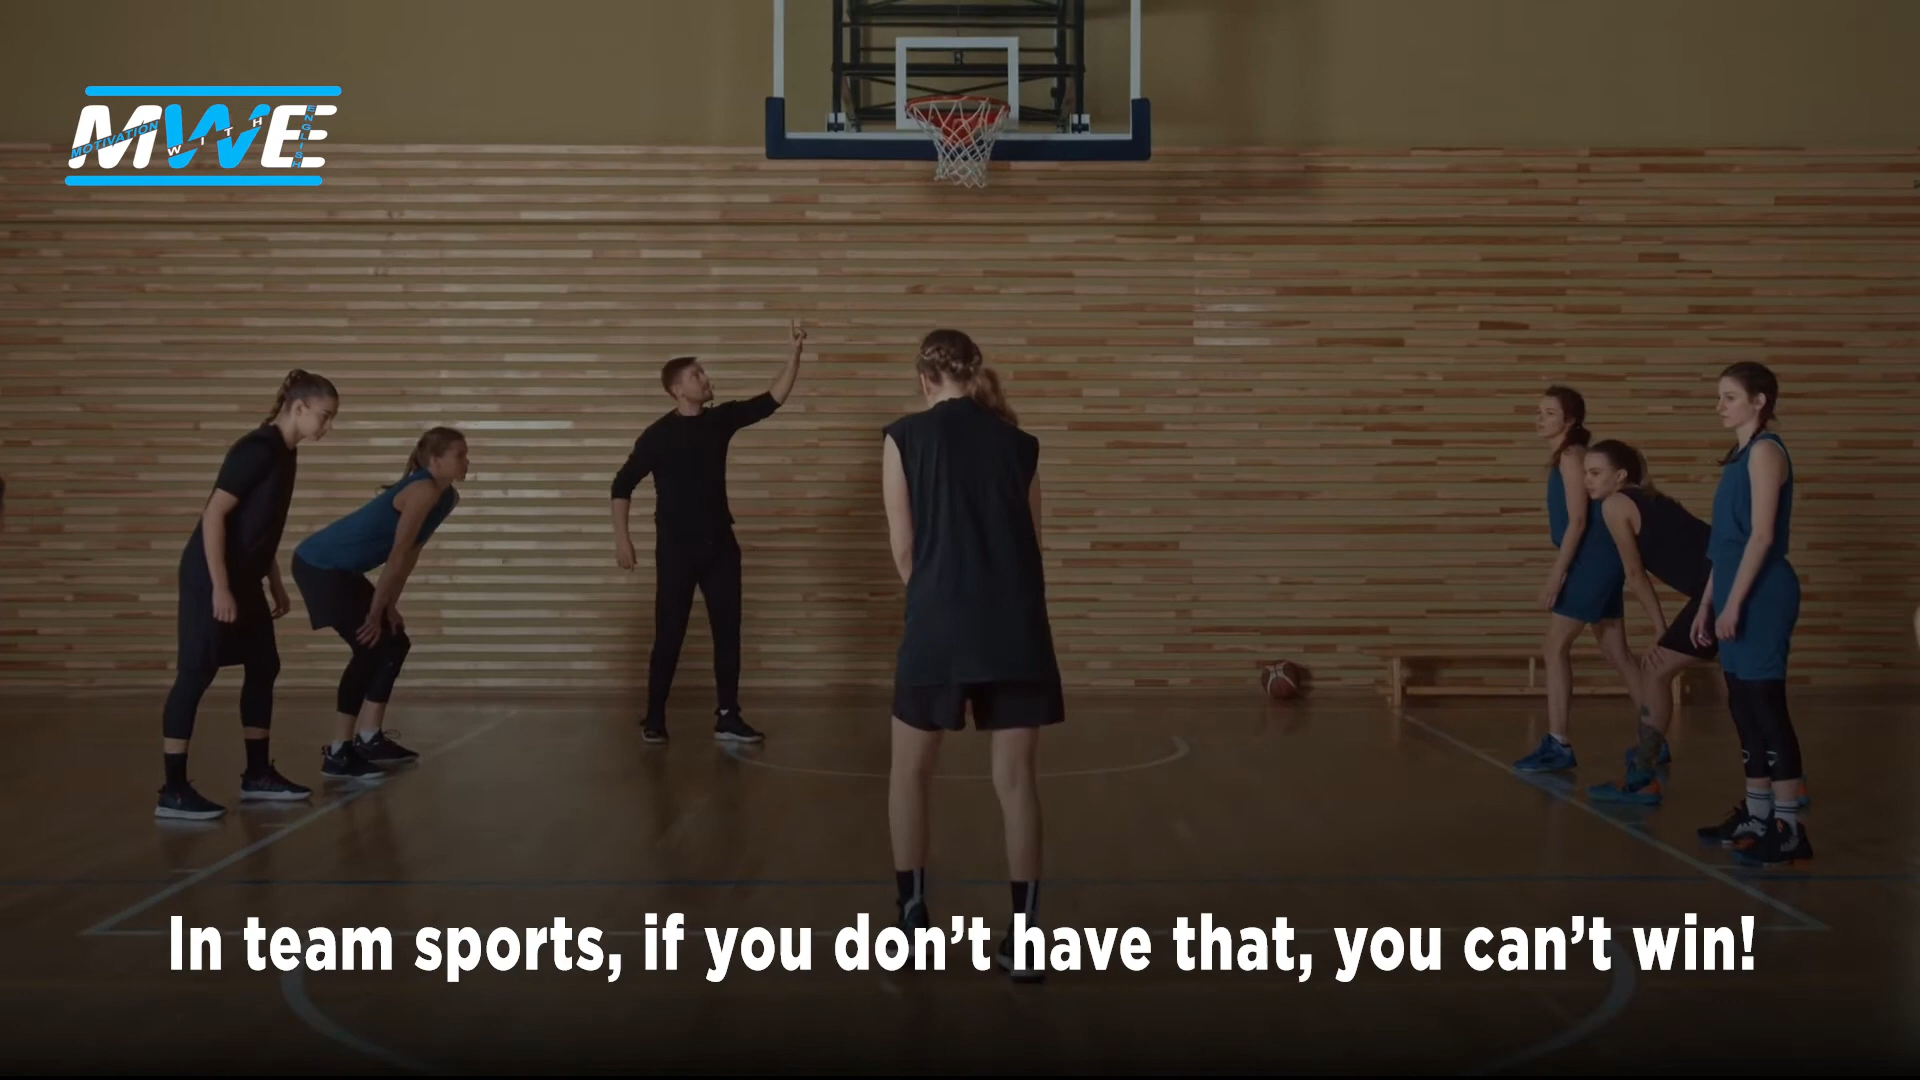 MWE
MOTIVATION WITH ENGLISH
In team sports, if you don’t have that, you can’t win!